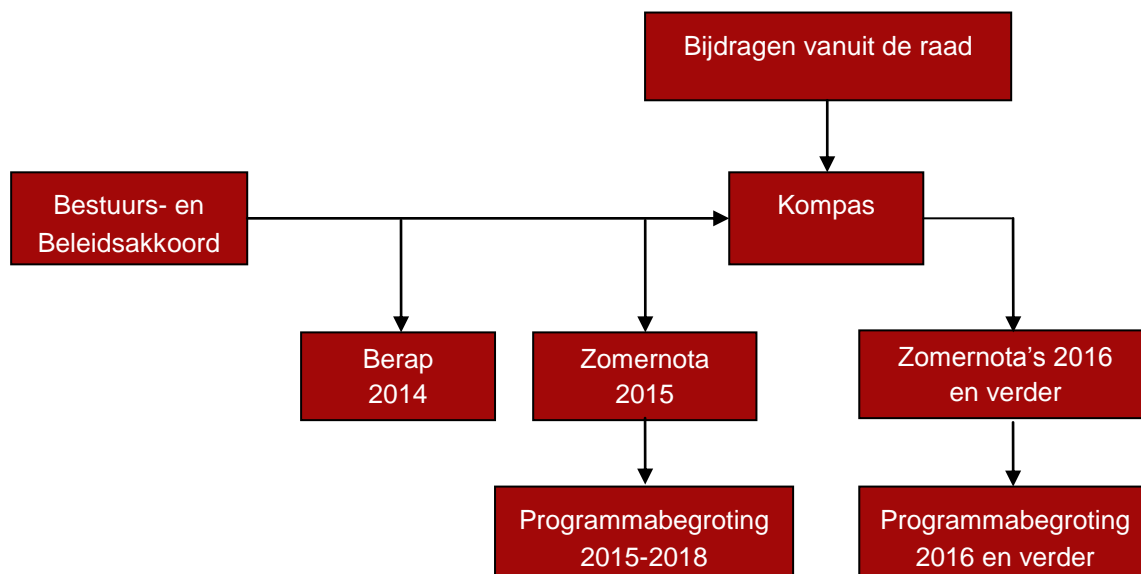 Bijdragen vanuit de raad
Bestuurs- en
Beleidsakkoord
Kompas
Berap
2014
Zomernota
2015
Zomernota’s 2016
en verder
Programmabegroting
2015-2018
Programmabegroting
2016 en verder